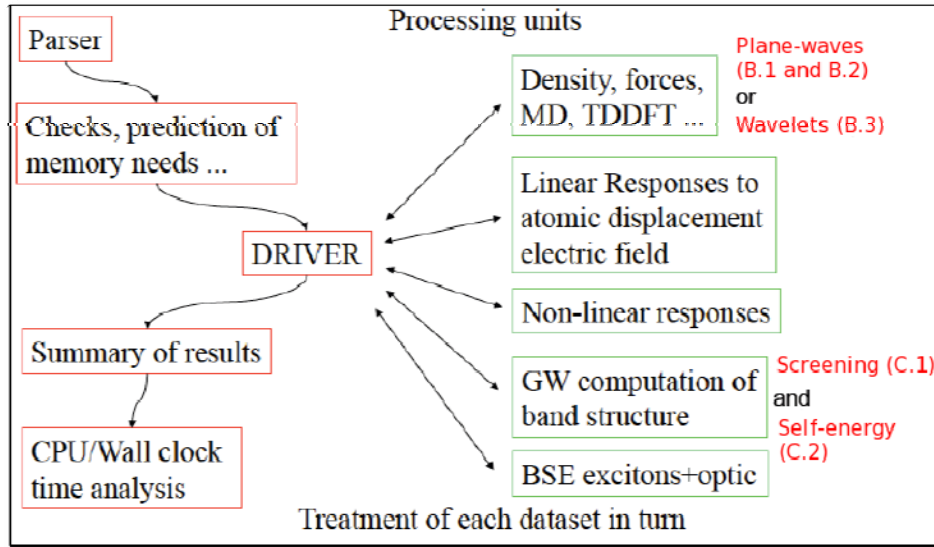 Processing units
Parser
Checks, prediction of
memory needs ...
DRIVER
Summary of results
CPU/Wall clock
time analysis
Density, forces,
MD, TDDFT ...
Plane-waves
(B.1 and B.2)
or
Wavelets (B.3)
Linear Responses to
atomic displacement
electric field
Non-linear responses
GW computation of
band structure
Screening (C.1)
and
Self-energy
(C.2)
BSE excitons+optic
Treatment of each dataset in turn